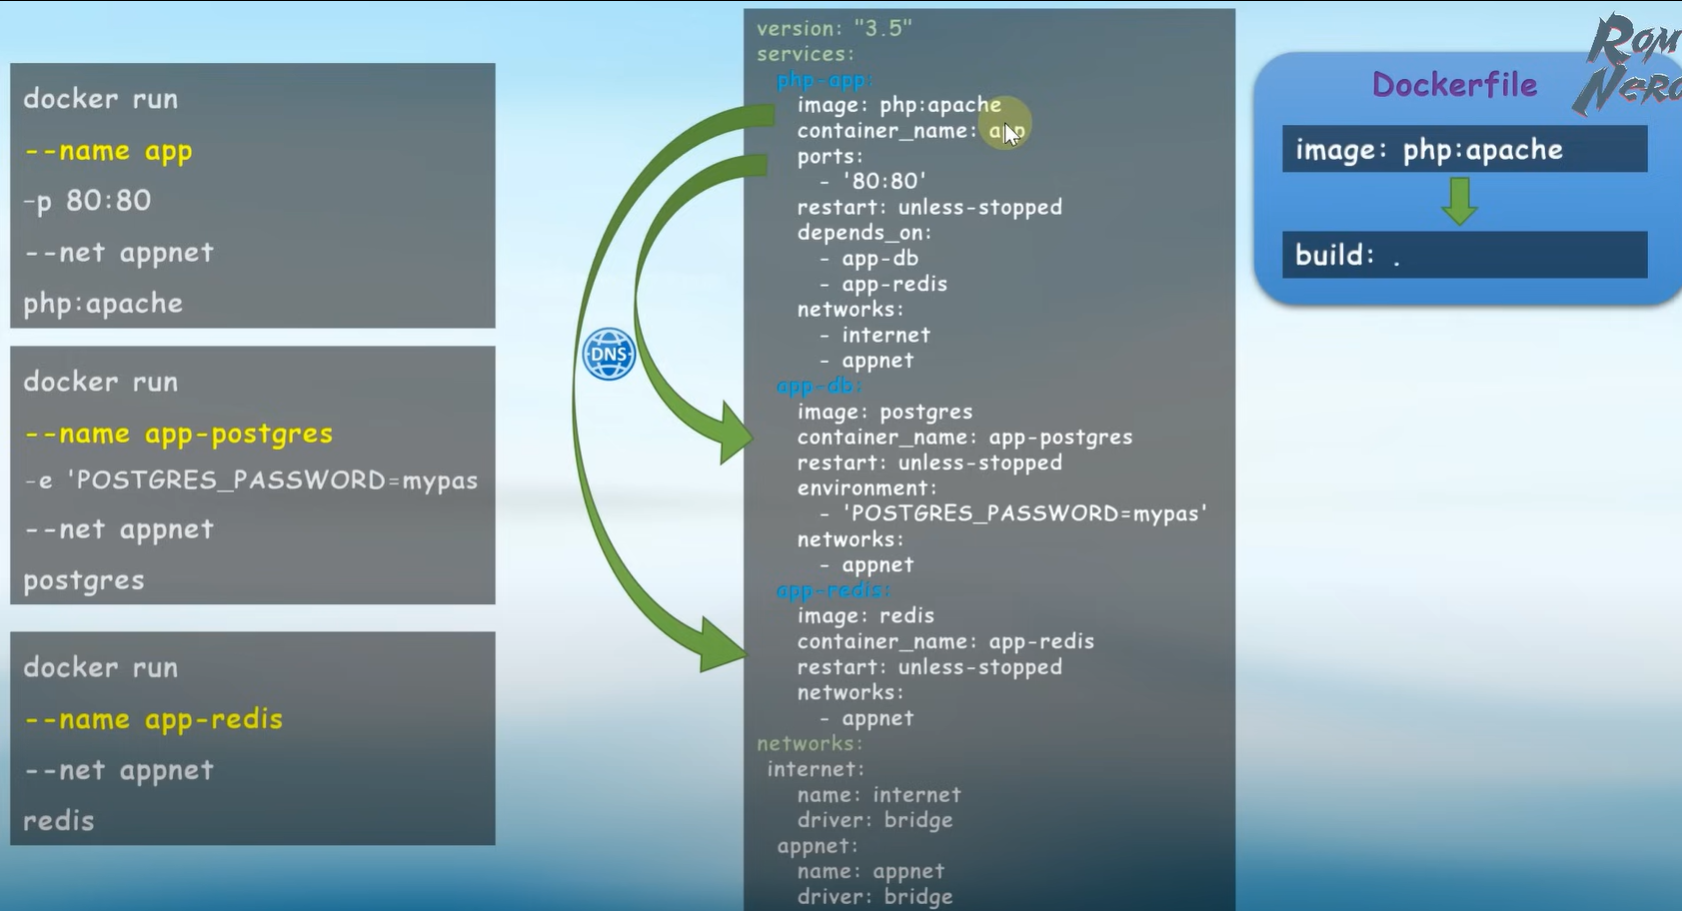 docker run
--name app
-p 80:80
--net appnet
php:apache
docker run
--name app-postgres
-e 'POSTGRES_PASSWORD=mypas
--net appnet
postgres
docker run
--name app-redis
--net appnet
redis
DNS
version: "3.5"
services:
php-app:
image: php:apache
container_name: app
ports:
- '80:80'
restart: unless-stopped
depends_on:
- app-db
- app-redis
networks:
- internet
- appnet
app-db:
image: postgres
container_name: app-postgres
restart: unless-stopped
environment:
- 'POSTGRES_PASSWORD=mypas'
networks:
- appnet
app-redis:
image: redis
container_name: app-redis
restart: unless-stopped
networks:
- appnet
networks:
internet:
name: internet
driver: bridge
appnet:
name: appnet
driver: bridge
Dockerfile
image: php:apache
build: .
Rom
Nero